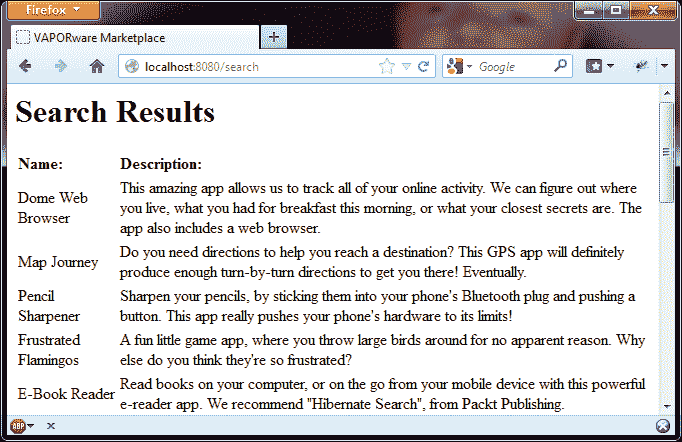 Firefox
VAPORware Marketplace
localhost:8080/search
Google
Search Results
Name: Description:
Dome Web
Browser
This amazing app allows us to track all of your online activity. We can figure out where
you live, what you had for breakfast this morning, or what your closest secrets are. The
app also includes a web browser.
Map Journey
Do you need directions to help you reach a destination? This GPS app will definitely
produce enough turn-by-turn directions to get you there! Eventually.
Pencil
Sharpener
Sharpen your pencils, by sticking them into your phone's Bluetooth plug and pushing a
button. This app really pushes your phone's hardware to its limits!
Frustrated
Flamingos
A fun little game app, where you throw large birds around for no apparent reason. Why
else do you think they're so frustrated?
E-Book Reader
Read books on your computer, or on the go from your mobile device with this powerful
e-reader app. We recommend "Hibernate Search", from Packt Publishing.
ABP